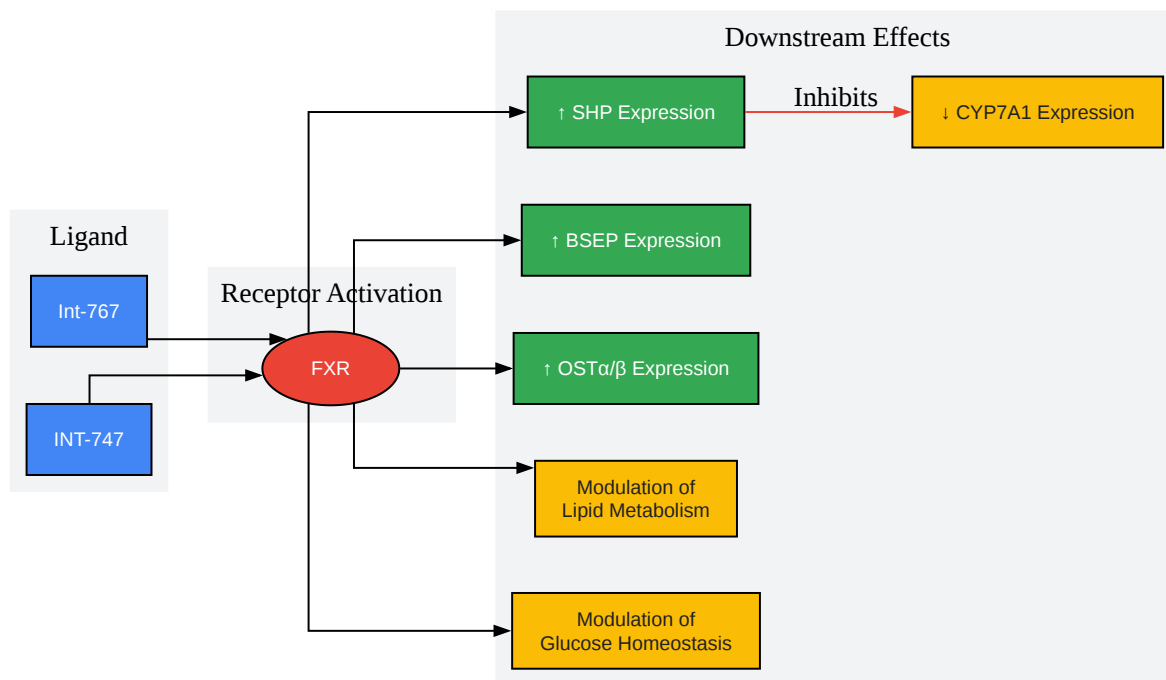 Downstream Effects
↑ SHP Expression
Inhibits
↓ CYP7A1 Expression
↑ BSEP Expression
Ligand
Int-767
INT-747
Receptor Activation
FXR
↑ OSTα/β Expression
Modulation of
Lipid Metabolism
Modulation of
Glucose Homeostasis